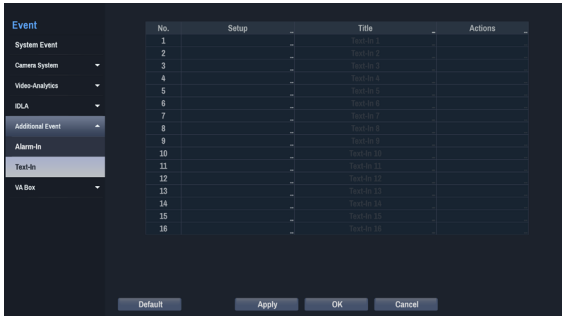 Event
System Event
Camera System
Video-Analytics
IDLA
Additional Event
Alarm-In
Text-In
VA Box
No. Setup Title Actions
1 Text-In 1
2 Text-In 2
3 Text-In 3
4 Text-In 4
5 Text-In 5
6 Text-In 6
7 Text-In 7
8 Text-In 8
9 Text-In 9
10 Text-In 10
11 Text-In 11
12 Text-In 12
13 Text-In 13
14 Text-In 14
15 Text-In 15
16 Text-In 16
Default Apply OK Cancel